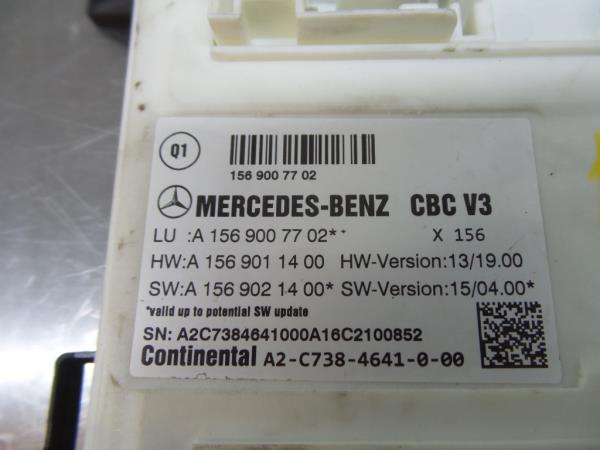 Q1
156 900 77 02
MERCEDES-BENZ CBC V3
LU :A 156 900 77 02* X 156
HW:A 156 901 14 00 HW-Version:13/19.00
SW:A 156 902 14 00* SW-Version:15/04.00*
*valid up to potential SW update
SN: A2C7384641000A16C2100852
Continental A2-C738-4641-0-00